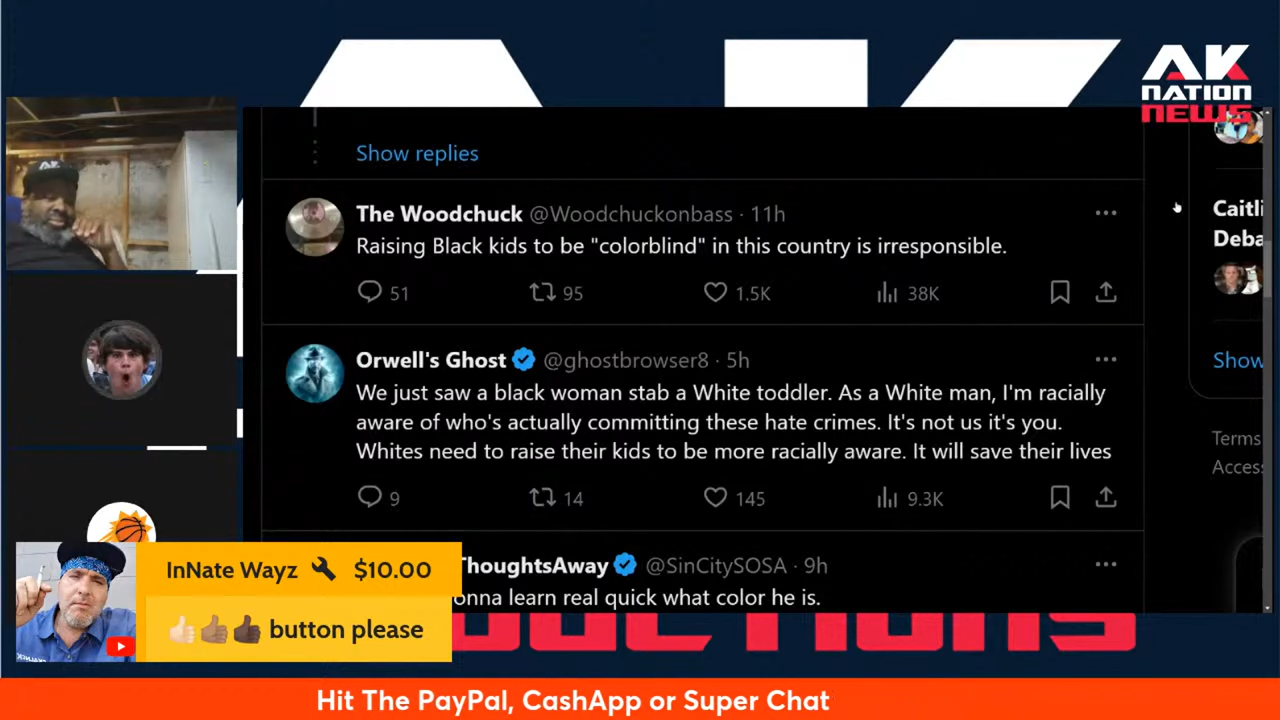 AK
NATION
NEWS
Show replies
The Woodchuck @Woodchuckonbass · 11h
Raising Black kids to be "colorblind" in this country is irresponsible.
51 95 1.5K 38K
Orwell's Ghost @ghostbrowser8 · 5h
We just saw a black woman stab a White toddler. As a White man, I'm racially
aware of who's actually committing these hate crimes. It's not us it's you.
Whites need to raise their kids to be more racially aware. It will save their lives
9 14 145 9.3K
ThoughtsAway @SinCitySOSA · 9h
onna learn real quick what color he is.
Caitli
Deba
Show
Terms
Access
InNate Wayz $10.00
👍🏻👍🏽👍🏿 button please
Hit The PayPal, CashApp or Super Chat